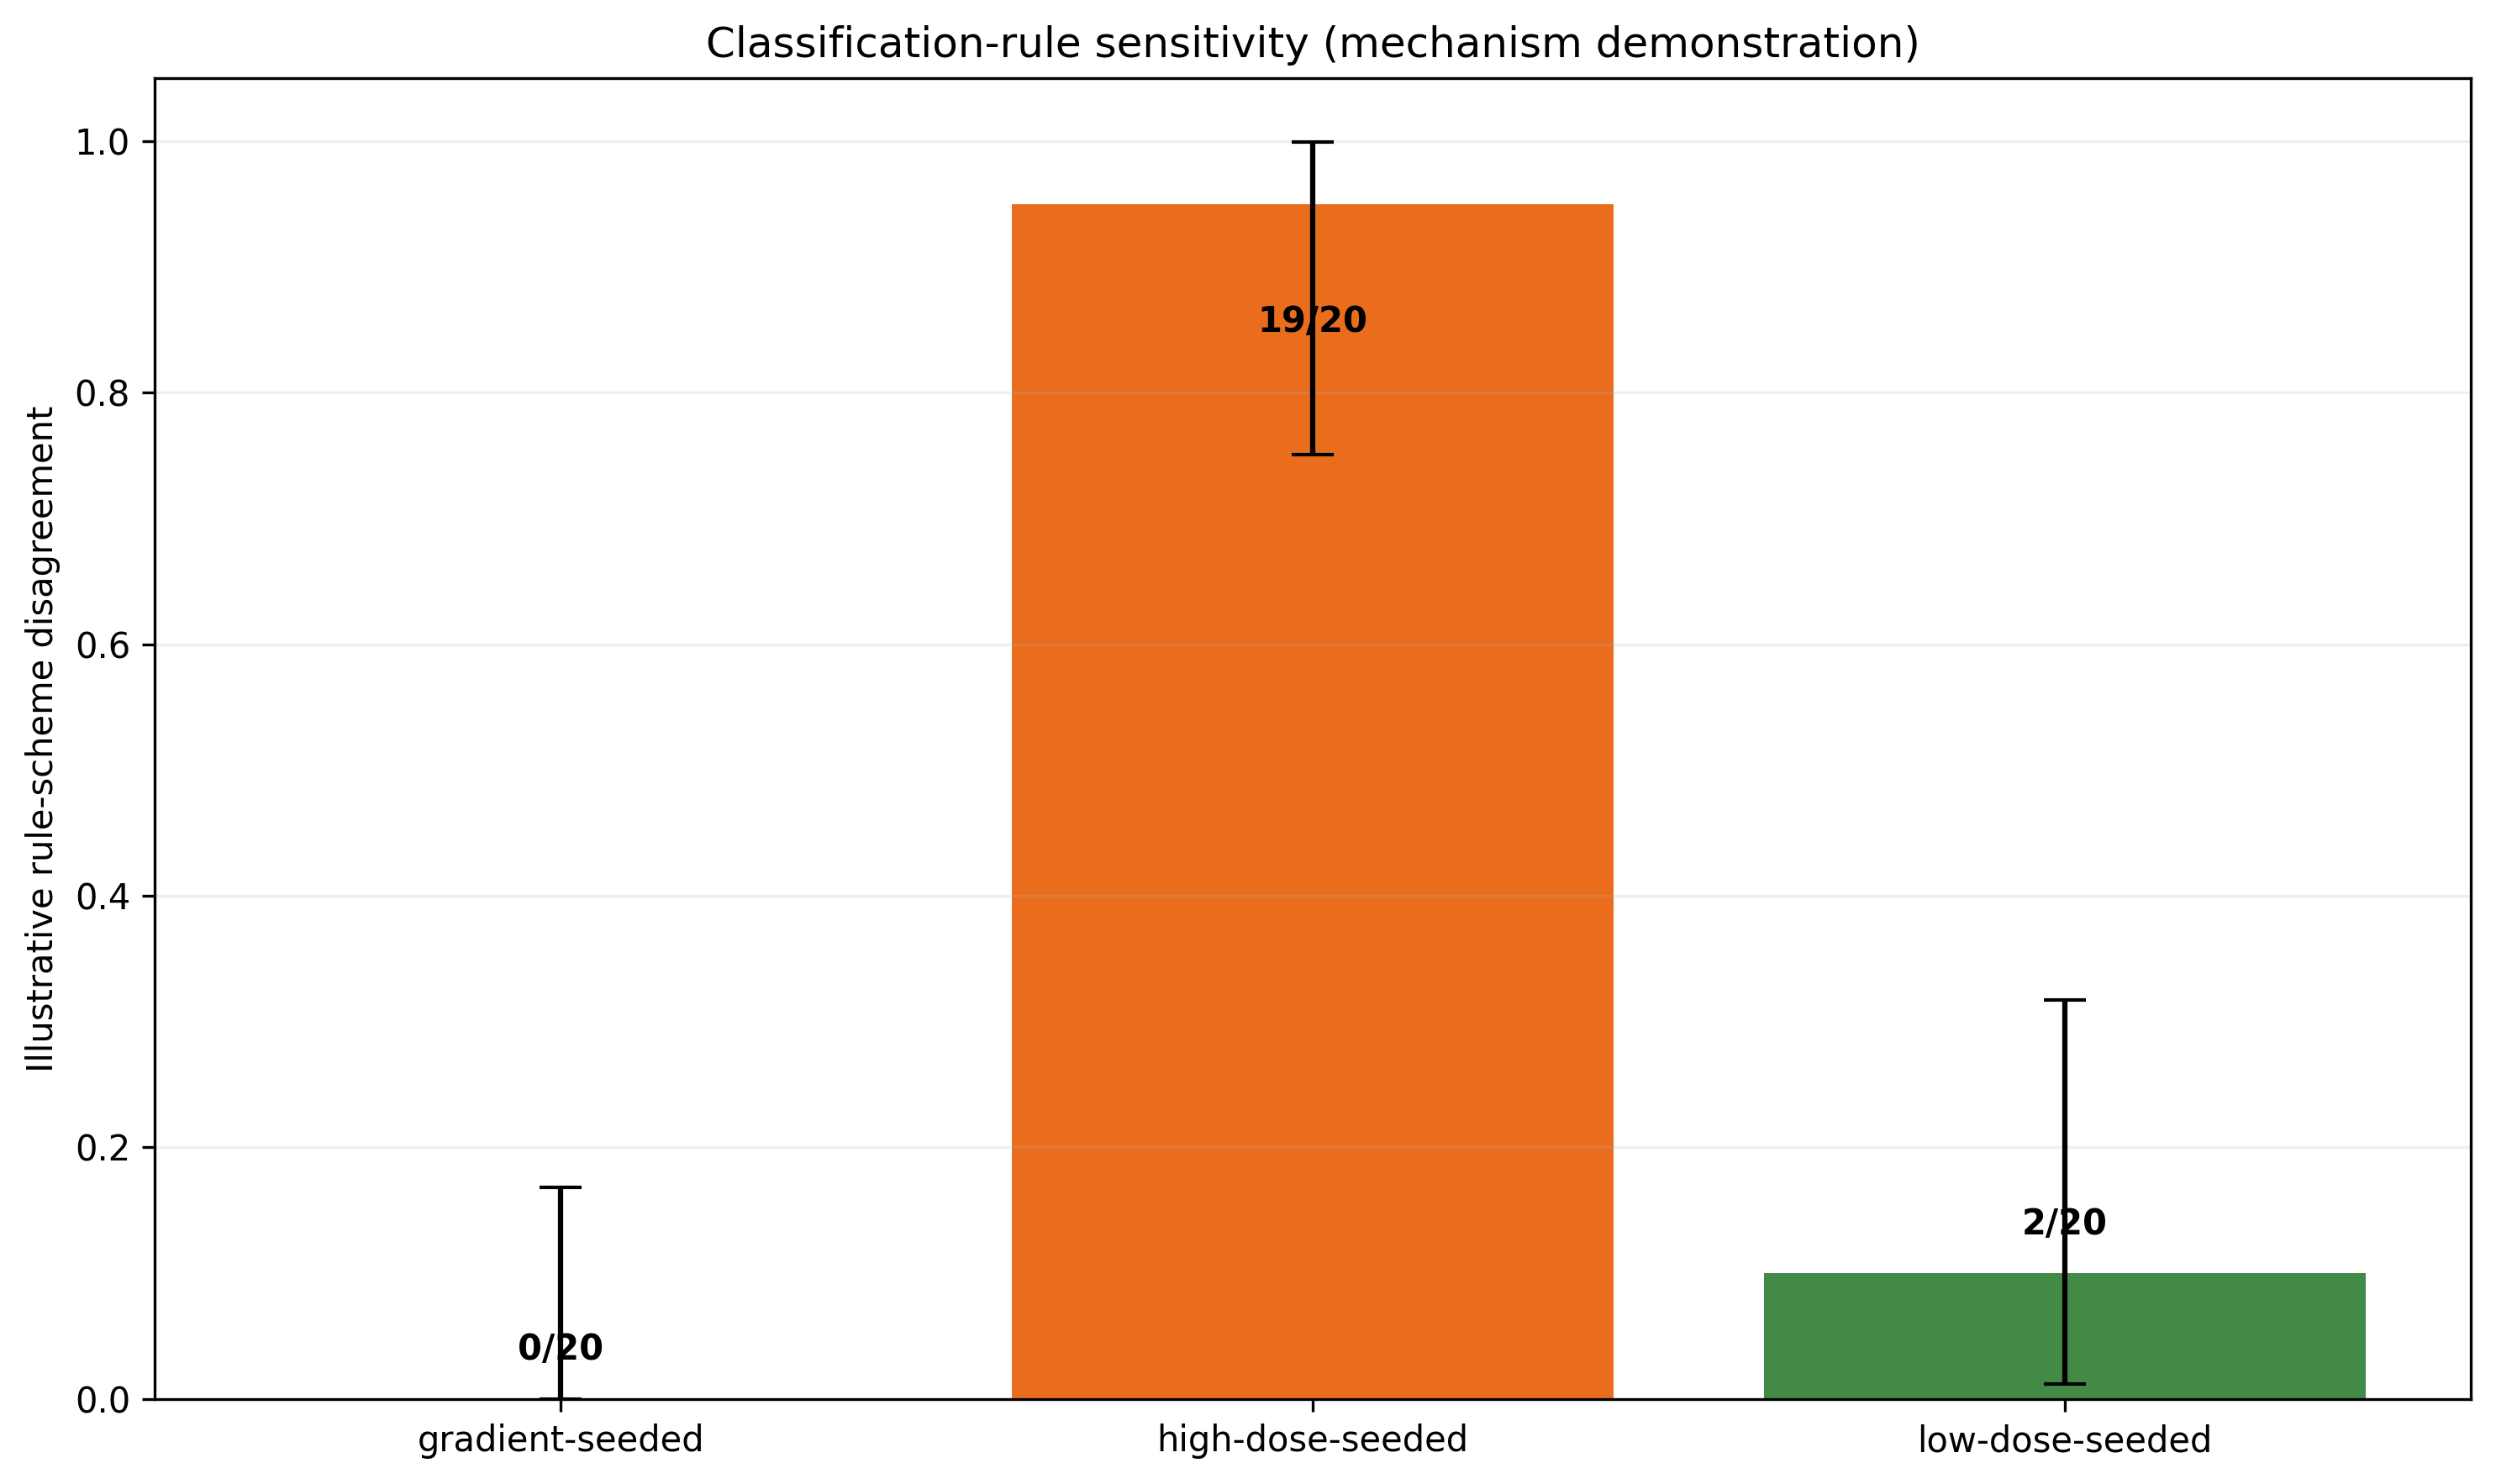 Classification-rule sensitivity (mechanism demonstration)
Illustrative rule-scheme disagreement
1.0
0.8
0.6
0.4
0.2
0.0
0/20
19/20
2/20
gradient-seeded
high-dose-seeded
low-dose-seeded